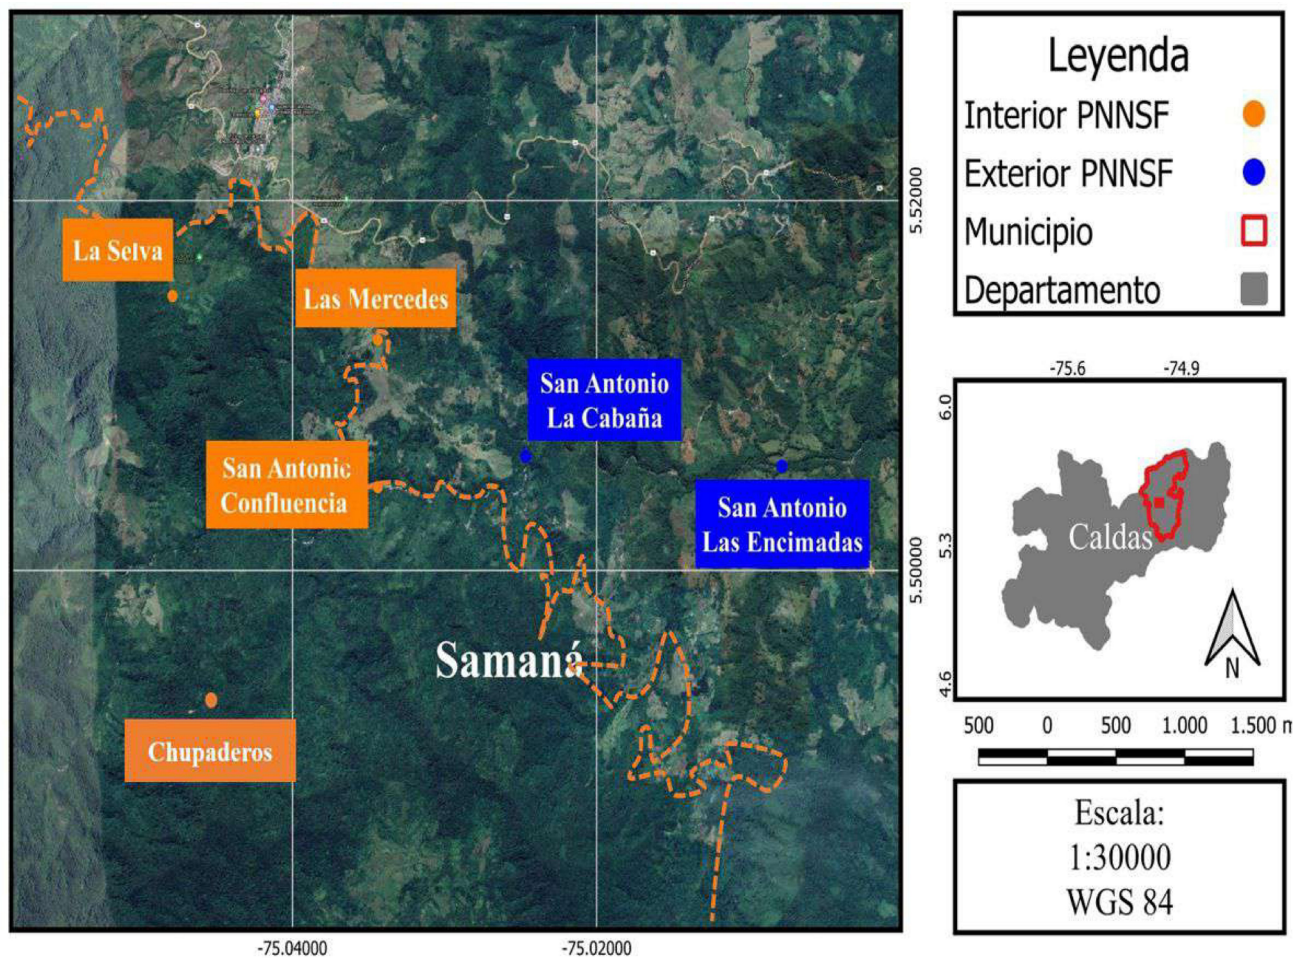 La Selva
Las Mercedes
San Antonio
La Cabaña
San Antonio
Confluencia
San Antonio
Las Encimadas
Samaná
Chupaderos
-75.04000
-75.02000
5.52000
5.50000
Leyenda
Interior PNNSF
Exterior PNNSF
Municipio
Departamento
-75.6
-74.9
6.0
5.3
4.6
Caldas
N
500
0
500
1.000
1.500 m
Escala:
1:30000
WGS 84